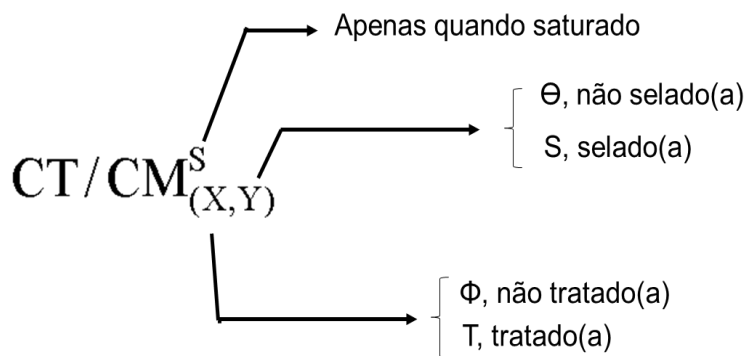 Apenas quando saturado
Ɵ, não selado(a)
S, selado(a)
CT/CM^S_(X,Y)
Φ, não tratado(a)
T, tratado(a)